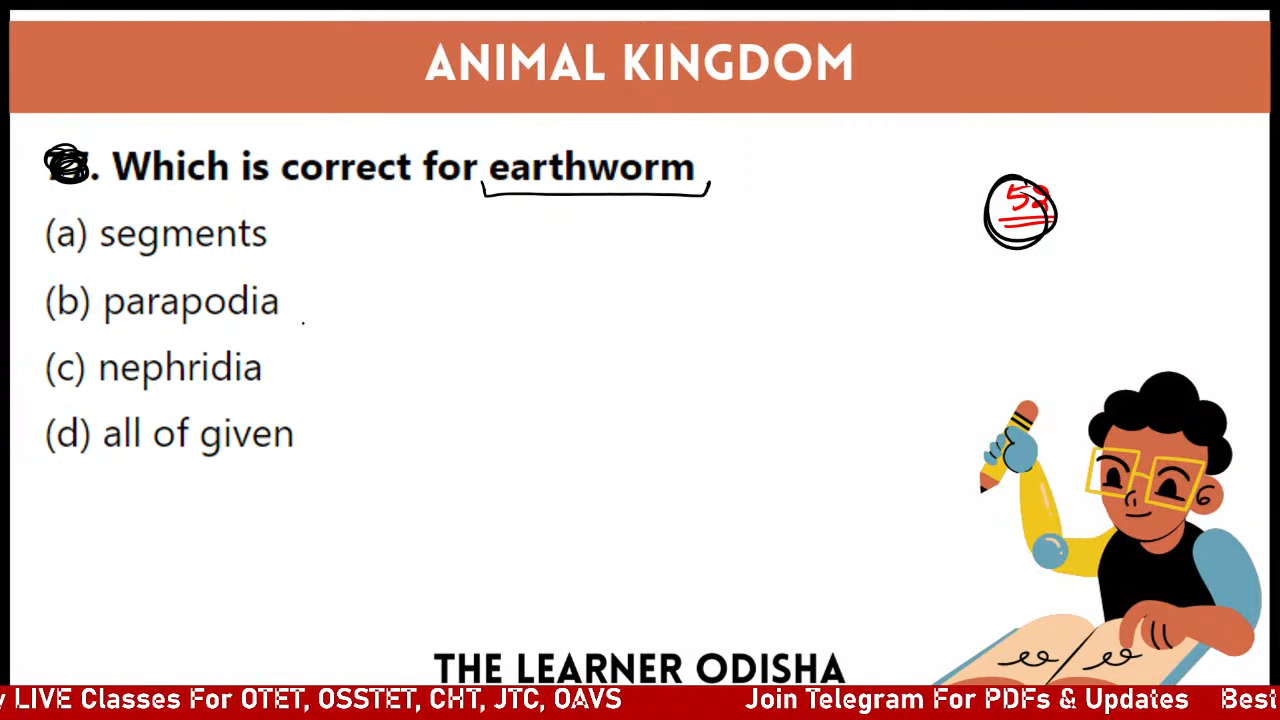 ANIMAL KINGDOM
. Which is correct for earthworm
52
(a) segments
(b) parapodia
(c) nephridia
(d) all of given
THE LEARNER ODISHA
y LIVE Classes For OTET, OSSTET, CHT, JTC, OAVS Join Telegram For PDFs & Updates Best